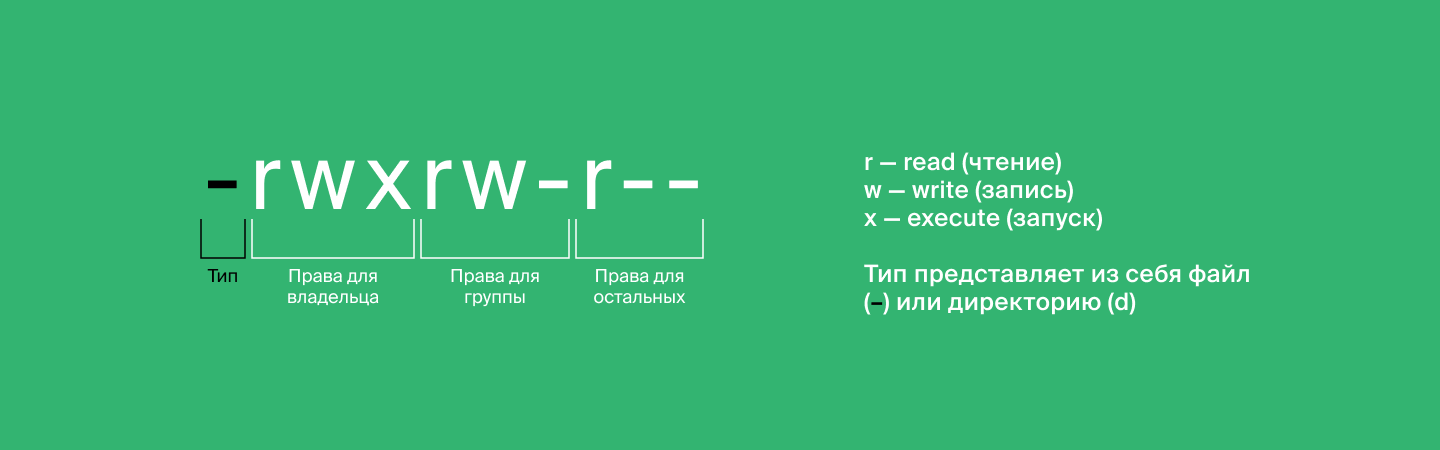 -rwxrw-r--
Тип
Права для
владельца
Права для
группы
Права для
остальных
r — read (чтение)
w — write (запись)
x — execute (запуск)
Тип представляет из себя файл
(–) или директорию (d)